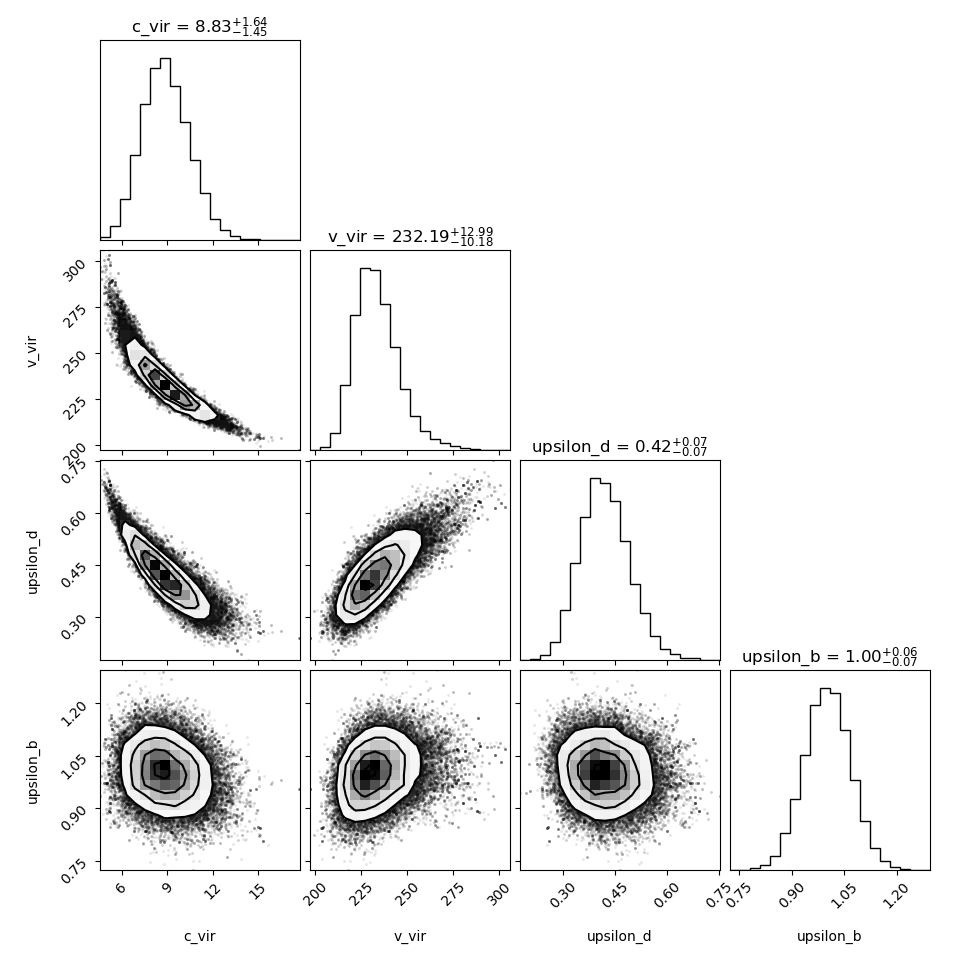 c_vir = 8.83+1.64−1.45
v_vir = 232.19+12.99−10.18
300
275
250
225
200
v_vir
upsilon_d = 0.42+0.07−0.07
0.75
0.60
0.45
0.30
upsilon_d
upsilon_b = 1.00+0.06−0.07
1.20
1.05
0.90
0.75
upsilon_b
6 9 12 15
200 225 250 275 300
0.30 0.45 0.60 0.75
0.75 0.90 1.05 1.20
c_vir v_vir upsilon_d upsilon_b